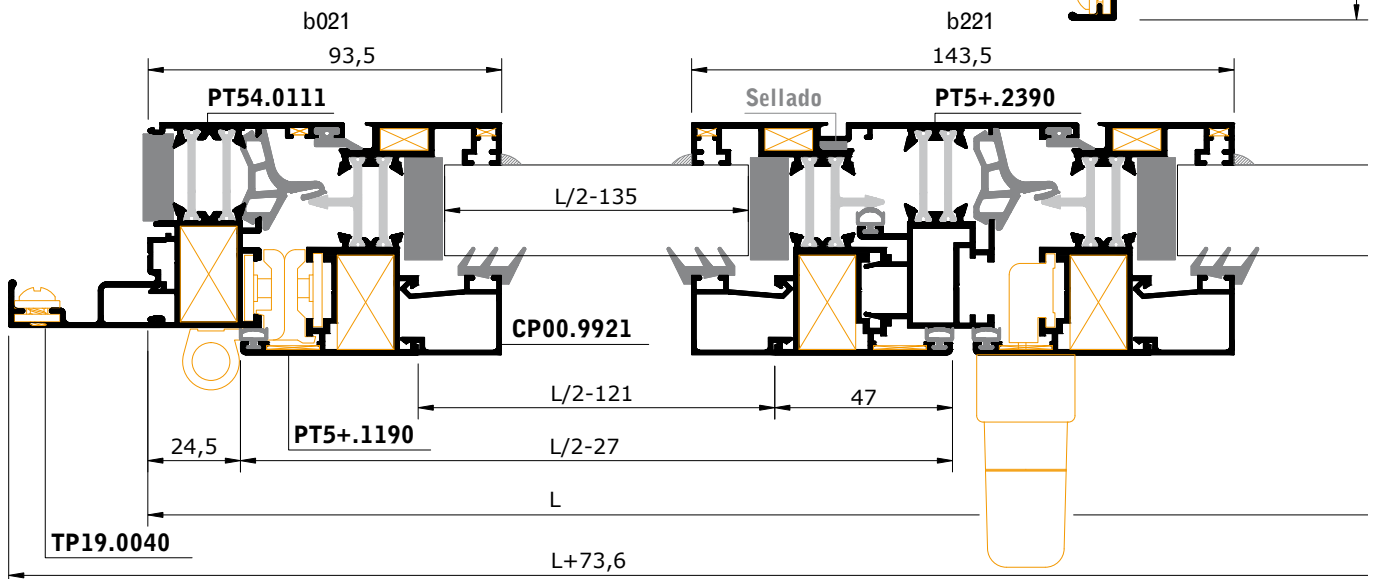 b021
b221
93,5
143,5
PT54.0111
Sellado
PT5+.2390
L/2-135
CP00.9921
L/2-121
47
24,5
PT5+.1190
L/2-27
L
TP19.0040
L+73,6